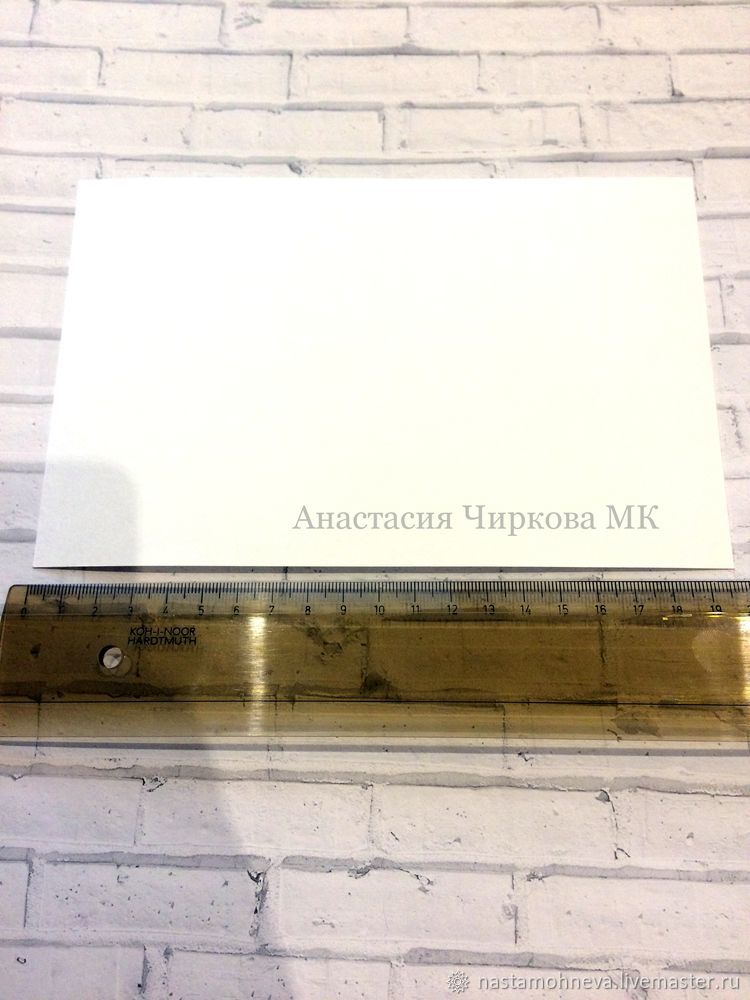 Анастасия Чиркова МК
0 1 2 3 4 5 6 7 8 9 10 11 12 13 14 15 16 17 18 19
KOH-I-NOOR
HARDTMUTH
nastamohneva.livemaster.ru